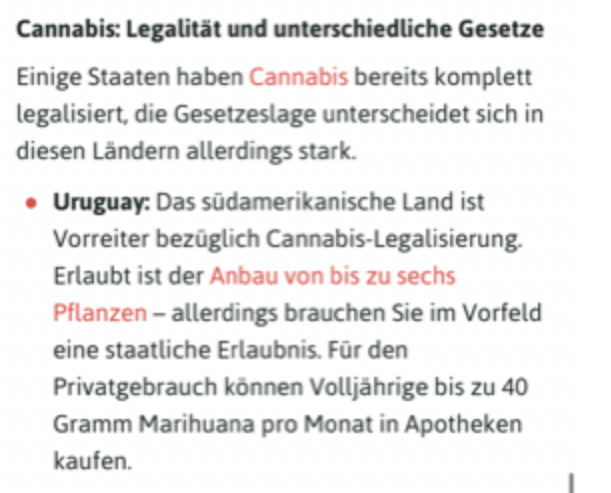 Cannabis: Legalität und unterschiedliche Gesetze
Einige Staaten haben Cannabis bereits komplett
legalisiert, die Gesetzeslage unterscheidet sich in
diesen Ländern allerdings stark.
• Uruguay: Das südamerikanische Land ist
Vorreiter bezüglich Cannabis-Legalisierung.
Erlaubt ist der Anbau von bis zu sechs
Pflanzen – allerdings brauchen Sie im Vorfeld
eine staatliche Erlaubnis. Für den
Privatgebrauch können Volljährige bis zu 40
Gramm Marihuana pro Monat in Apotheken
kaufen.